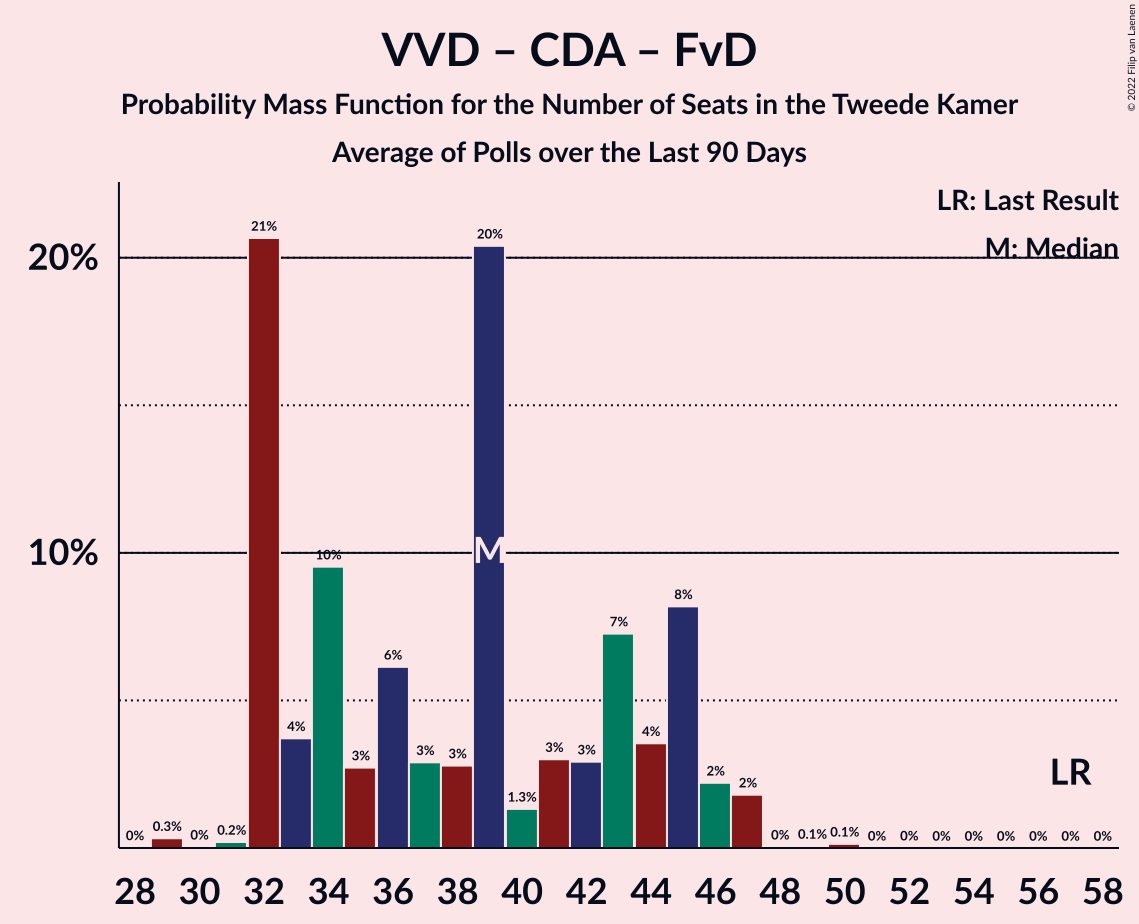 VVD – CDA – FvD
Probability Mass Function for the Number of Seats in the Tweede Kamer
Average of Polls over the Last 90 Days
© 2022 Filip van Laenen
LR: Last Result
M: Median
20%
10%
0% 0.3% 0% 0.2% 21% 4% 10% 3% 6% 3% 3% 20% 1.3% 3% 3% 7% 4% 8% 2% 2% 0% 0.1% 0.1% 0% 0% 0% 0% 0% 0% 0% 0%
M
LR
28 30 32 34 36 38 40 42 44 46 48 50 52 54 56 58